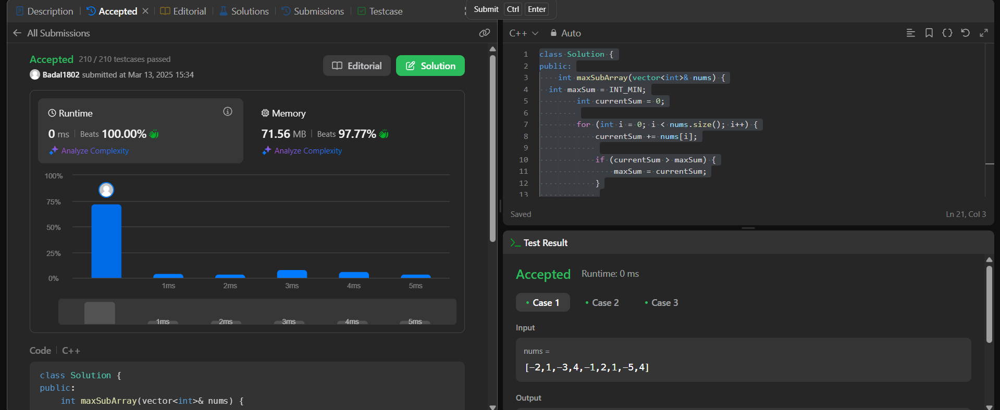 Description | Accepted × | Editorial | Solutions | Submissions | Testcase
Submit Ctrl Enter
All Submissions
Accepted 210 / 210 testcases passed
Badal1802 submitted at Mar 13, 2025 15:34
Editorial
Solution
Runtime
0 ms | Beats 100.00%
Analyze Complexity
Memory
71.56 MB | Beats 97.77%
Analyze Complexity
100%
75%
50%
25%
0%
1ms 2ms 3ms 4ms 5ms
1ms 2ms 3ms 4ms 5ms
Code | C++
class Solution {
public:
    int maxSubArray(vector<int>& nums) {
C++ Auto
1 class Solution {
2 public:
3     int maxSubArray(vector<int>& nums) {
4   int maxSum = INT_MIN;
5         int currentSum = 0;
6
7         for (int i = 0; i < nums.size(); i++) {
8             currentSum += nums[i];
9
10             if (currentSum > maxSum) {
11                 maxSum = currentSum;
12             }
13
Saved
Ln 21, Col 3
Test Result
Accepted Runtime: 0 ms
Case 1 Case 2 Case 3
Input
nums =
[-2,1,-3,4,-1,2,1,-5,4]
Output